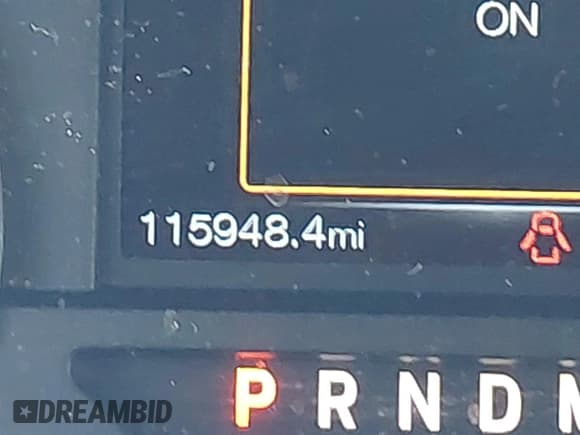 ON
115948.4mi
P R N D M
DREAMBID